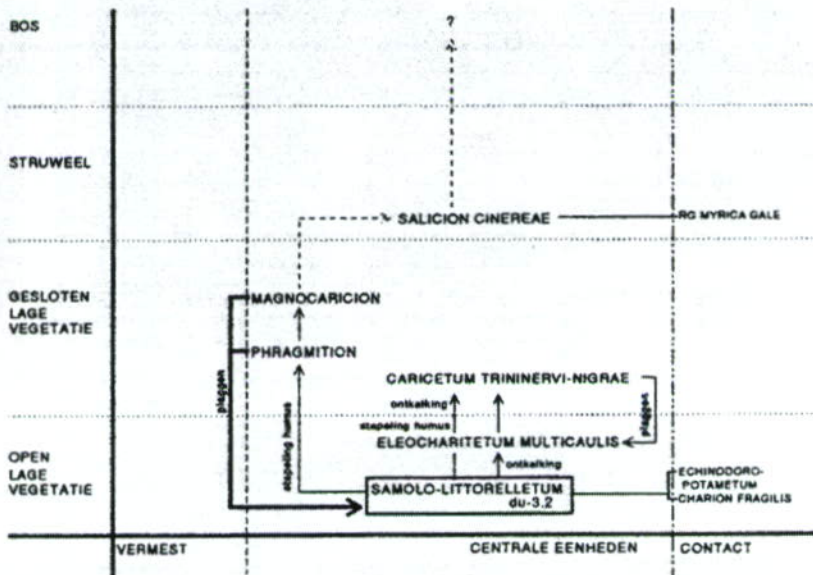 BOS
?
STRUWEEL
SALICION CINEREAE
RG MYRICA GALE
GESLOTEN
LAGE
VEGETATIE
MAGNOCARICION
PHRAGMITION
plaggen
CARICETUM TRININERVI-NIGRAE
ontkalking
stapeling humus
plaggen
ELEOCHARITETUM MULTICAULIS
stapeling humus
ontkalking
OPEN
LAGE
VEGETATIE
SAMOLO-LITTORELLETUM
du-3.2
ECHINODORO-
POTAMETUM
CHARION FRAGILIS
VERMEST
CENTRALE EENHEDEN
CONTACT